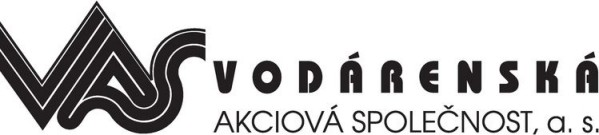 VAS
VODÁRENSKÁ
AKCIOVÁ SPOLEČNOST, a. s.